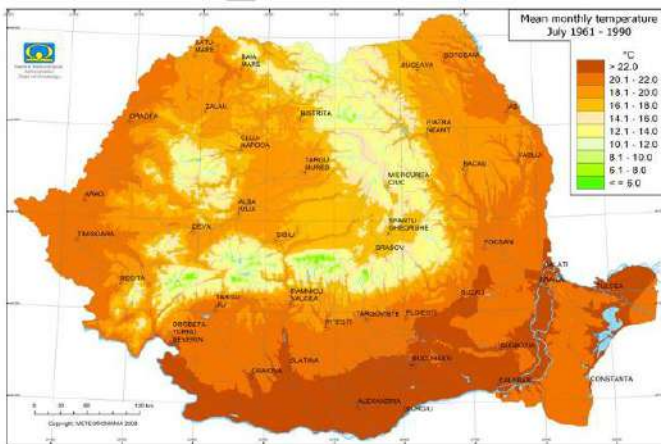 Mean monthly temperature
July 1961 - 1990
°C
> 22.0
20.1 - 22.0
18.1 - 20.0
16.1 - 18.0
14.1 - 16.0
12.1 - 14.0
10.1 - 12.0
8.1 - 10.0
6.1 - 8.0
<= 6.0
SATU
MARE
BAIA
MARE
SUCEAVA
BOTOSANI
ORADEA
ZALAU
BISTRITA
PIATRA
NEAMT
IASI
CLUJ
NAPOCA
TARGU
MURES
BACAU
VASLUI
MIERCUREA
CIUC
ARAD
ALBA
IULIA
TIMISOARA
DEVA
SIBIU
SFANTU
GHEORGHE
BRASOV
FOCSANI
GALATI
RESITA
TARGU
JIU
RAMNICU
VALCEA
BUZAU
TULCEA
PITESTI
TARGOVISTE
PLOIESTI
DROBETA
TURNU
SEVERIN
SLOBOZIA
CRAIOVA
SLATINA
BUCURESTI
CALARASI
CONSTANTA
ALEXANDRIA
GIURGIU